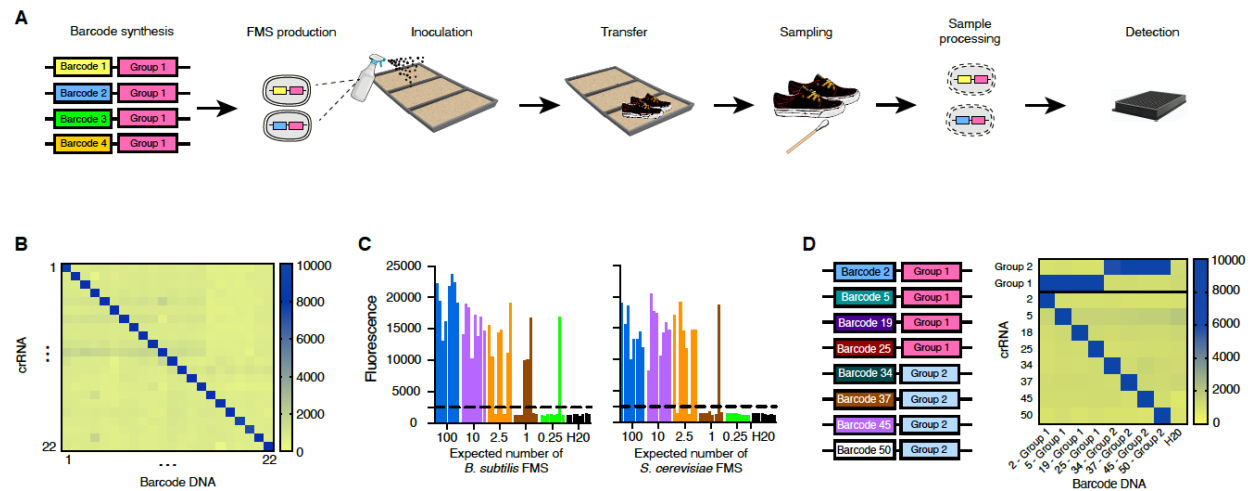 A
Barcode synthesis
FMS production
Inoculation
Transfer
Sampling
Sample
processing
Detection
Barcode 1 Group 1
Barcode 2 Group 1
Barcode 3 Group 1
Barcode 4 Group 1
B
1
crRNA
...
22
1 ... 22
Barcode DNA
10000
8000
6000
4000
2000
0
C
Fluorescence
25000
20000
15000
10000
5000
0
100 10 2.5 1 0.25 H20
Expected number of
B. subtilis FMS
100 10 2.5 1 0.25 H20
Expected number of
S. cerevisiae FMS
D
Barcode 2 Group 1
Barcode 5 Group 1
Barcode 19 Group 1
Barcode 25 Group 1
Barcode 34 Group 2
Barcode 37 Group 2
Barcode 45 Group 2
Barcode 50 Group 2
crRNA
Group 2
Group 1
2
5
18
25
34
37
45
50
2 - Group 1
5 - Group 1
19 - Group 1
25 - Group 1
34 - Group 2
37 - Group 2
45 - Group 2
50 - Group 2
H20
Barcode DNA
10000
8000
6000
4000
2000
0